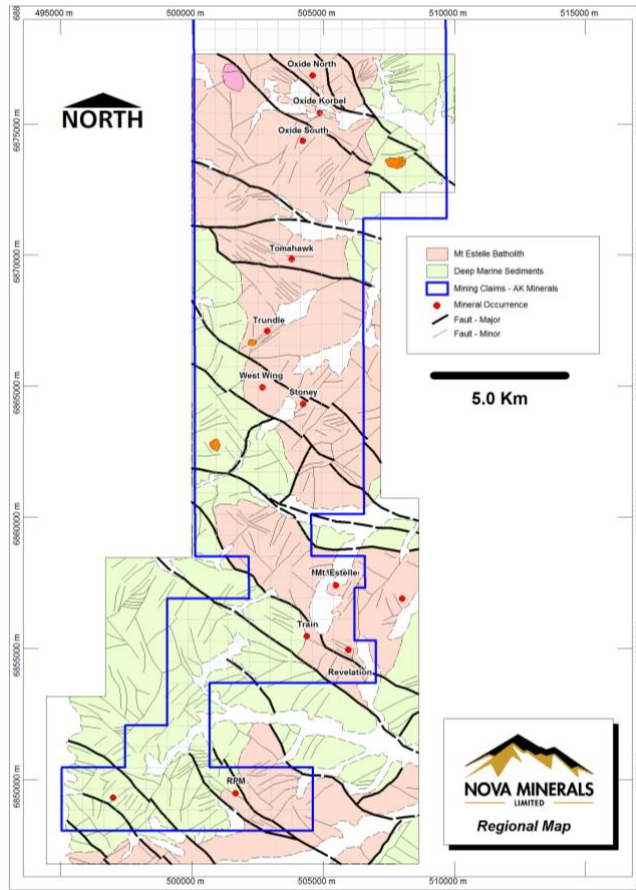 495000 m
500000 m
505000 m
510000 m
515000 m
688
NORTH
Oxide North
Oxide Korbel
Oxide South
6875000 m
Tomahawk
6870000 m
Mt Estelle Batholith
Deep Marine Sediments
Mining Claims - AK Minerals
Mineral Occurrence
Fault - Major
Fault - Minor
Trundle
5.0 Km
West Wing
Stoney
6865000 m
6860000 m
Mt Estelle
Train
Revelation
6855000 m
RPM
6850000 m
NOVA MINERALS
LIMITED
Regional Map
500000 m
505000 m
510000 m